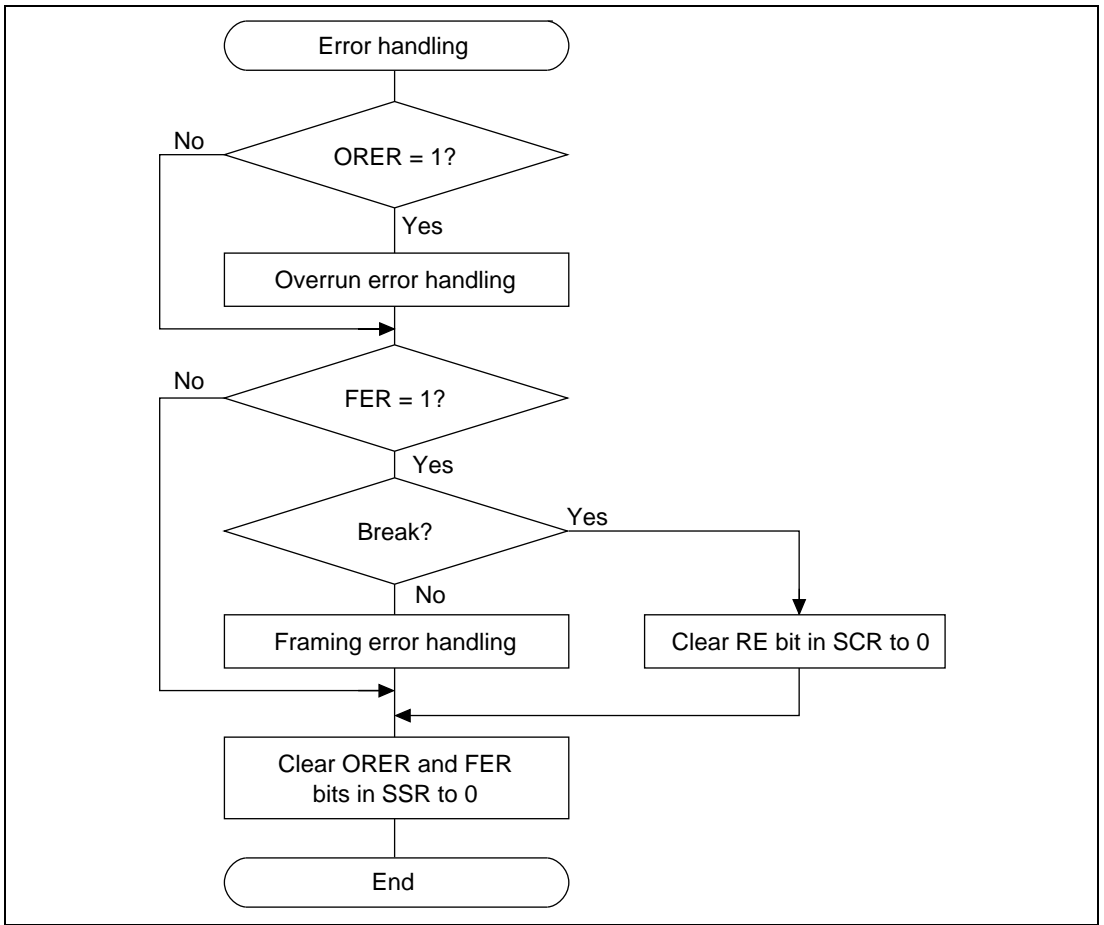 Error handling
No
ORER = 1?
Yes
Overrun error handling
No
FER = 1?
Yes
Break?
Yes
No
Framing error handling
Clear RE bit in SCR to 0
Clear ORER and FER
bits in SSR to 0
End